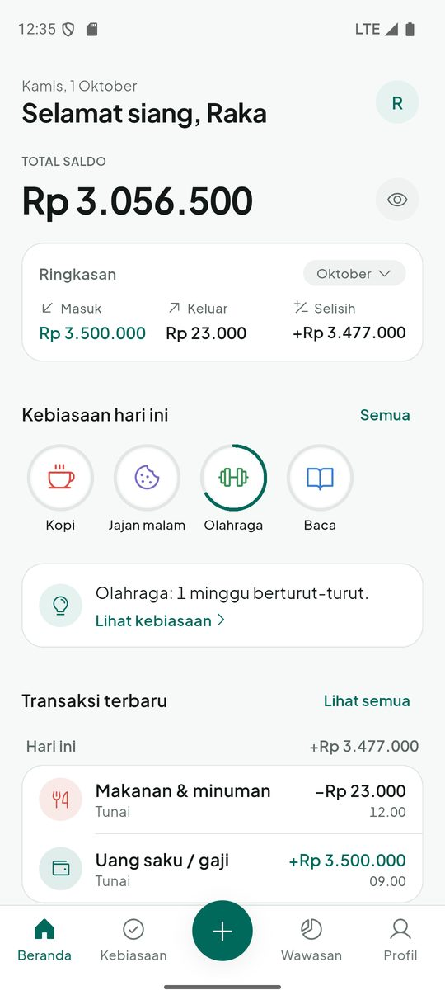 12:35
LTE
Kamis, 1 Oktober
Selamat siang, Raka
R
TOTAL SALDO
Rp 3.056.500
Ringkasan
Oktober
Masuk
Keluar
Selisih
Rp 3.500.000
Rp 23.000
+Rp 3.477.000
Kebiasaan hari ini
Semua
Kopi
Jajan malam
Olahraga
Baca
Olahraga: 1 minggu berturut-turut.
Lihat kebiasaan
Transaksi terbaru
Lihat semua
Hari ini
+Rp 3.477.000
Makanan & minuman
−Rp 23.000
Tunai
12.00
Uang saku / gaji
+Rp 3.500.000
Tunai
09.00
Beranda
Kebiasaan
Wawasan
Profil